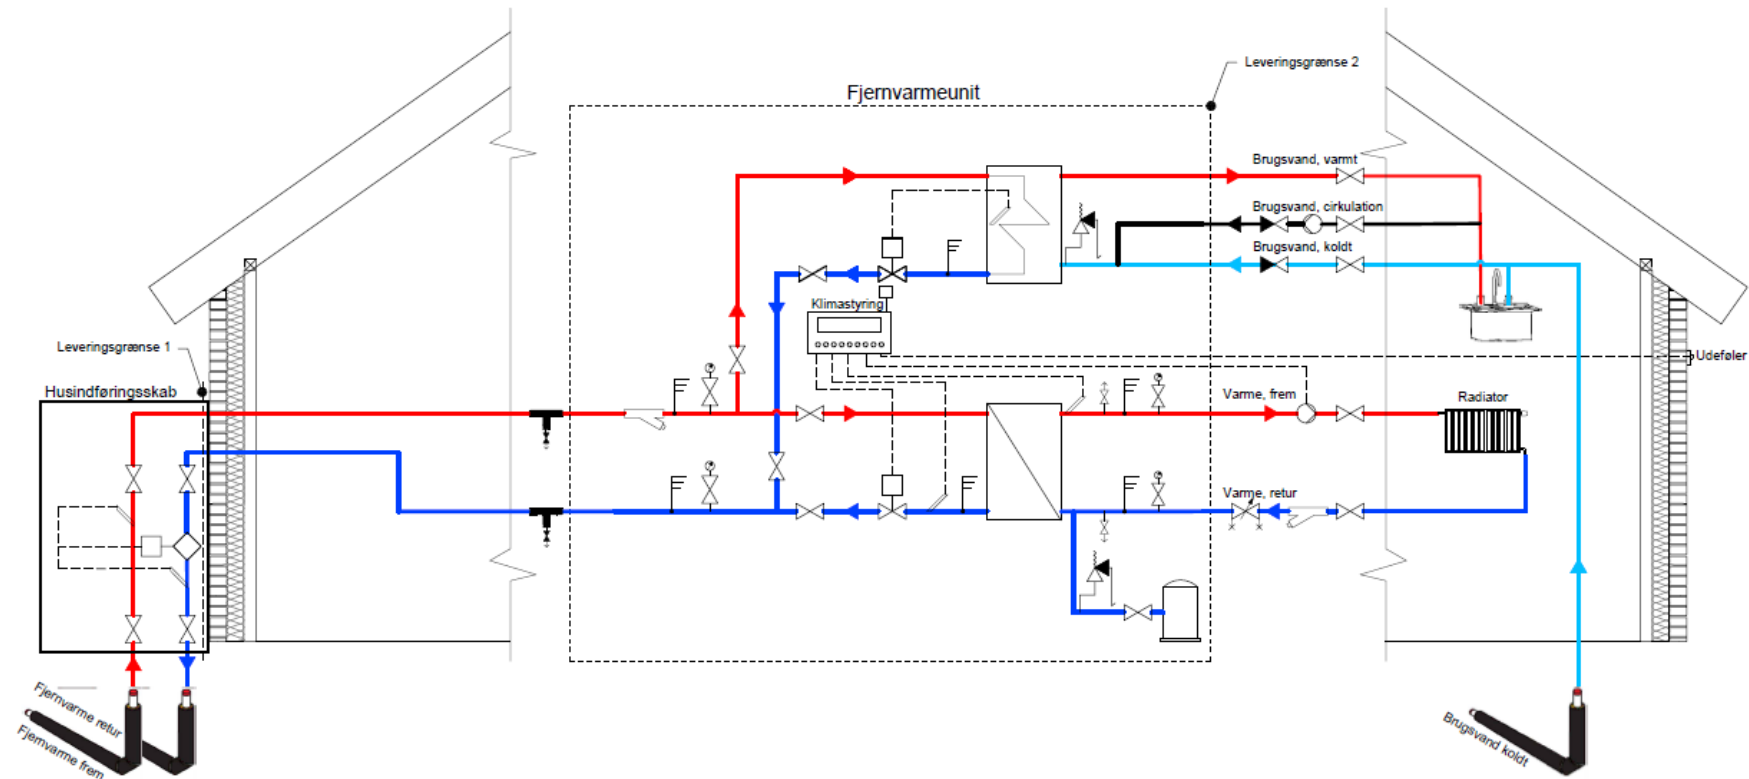 Leveringsgrænse 2
Fjernvarmeunit
Brugsvand, varmt
Brugsvand, cirkulation
Brugsvand, koldt
Klimastyring
Leveringsgrænse 1
Udeføler
Husindføringsskab
Varme, frem
Radiator
Varme, retur
Fjernvarme retur
Fjernvarme frem
Brugsvand koldt